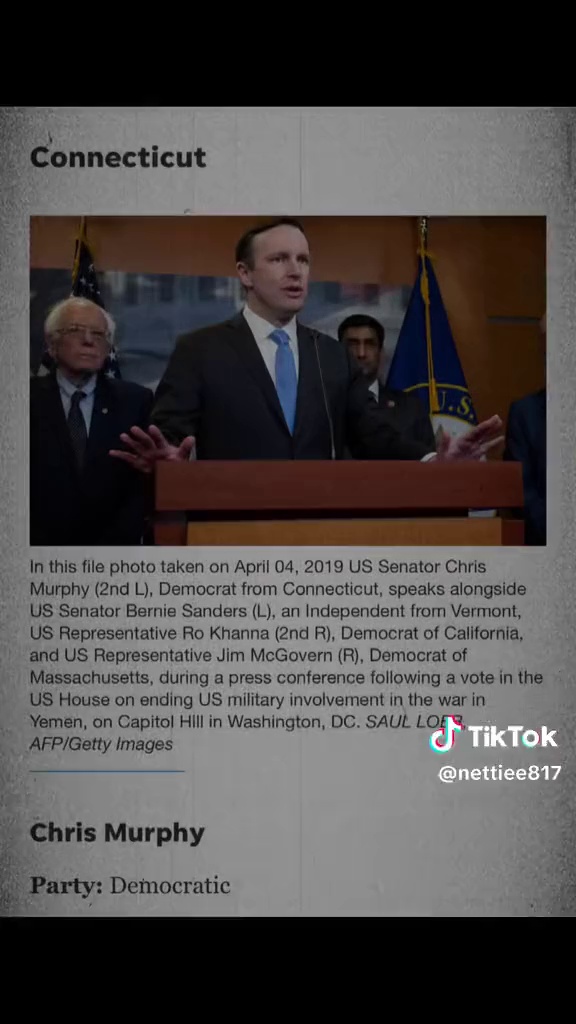 Connecticut
U.S.
In this file photo taken on April 04, 2019 US Senator Chris
Murphy (2nd L), Democrat from Connecticut, speaks alongside
US Senator Bernie Sanders (L), an Independent from Vermont,
US Representative Ro Khanna (2nd R), Democrat of California,
and US Representative Jim McGovern (R), Democrat of
Massachusetts, during a press conference following a vote in the
US House on ending US military involvement in the war in
Yemen, on Capitol Hill in Washington, DC. SAUL LOEB,
AFP/Getty Images
TikTok
@nettiee817
Chris Murphy
Party: Democratic